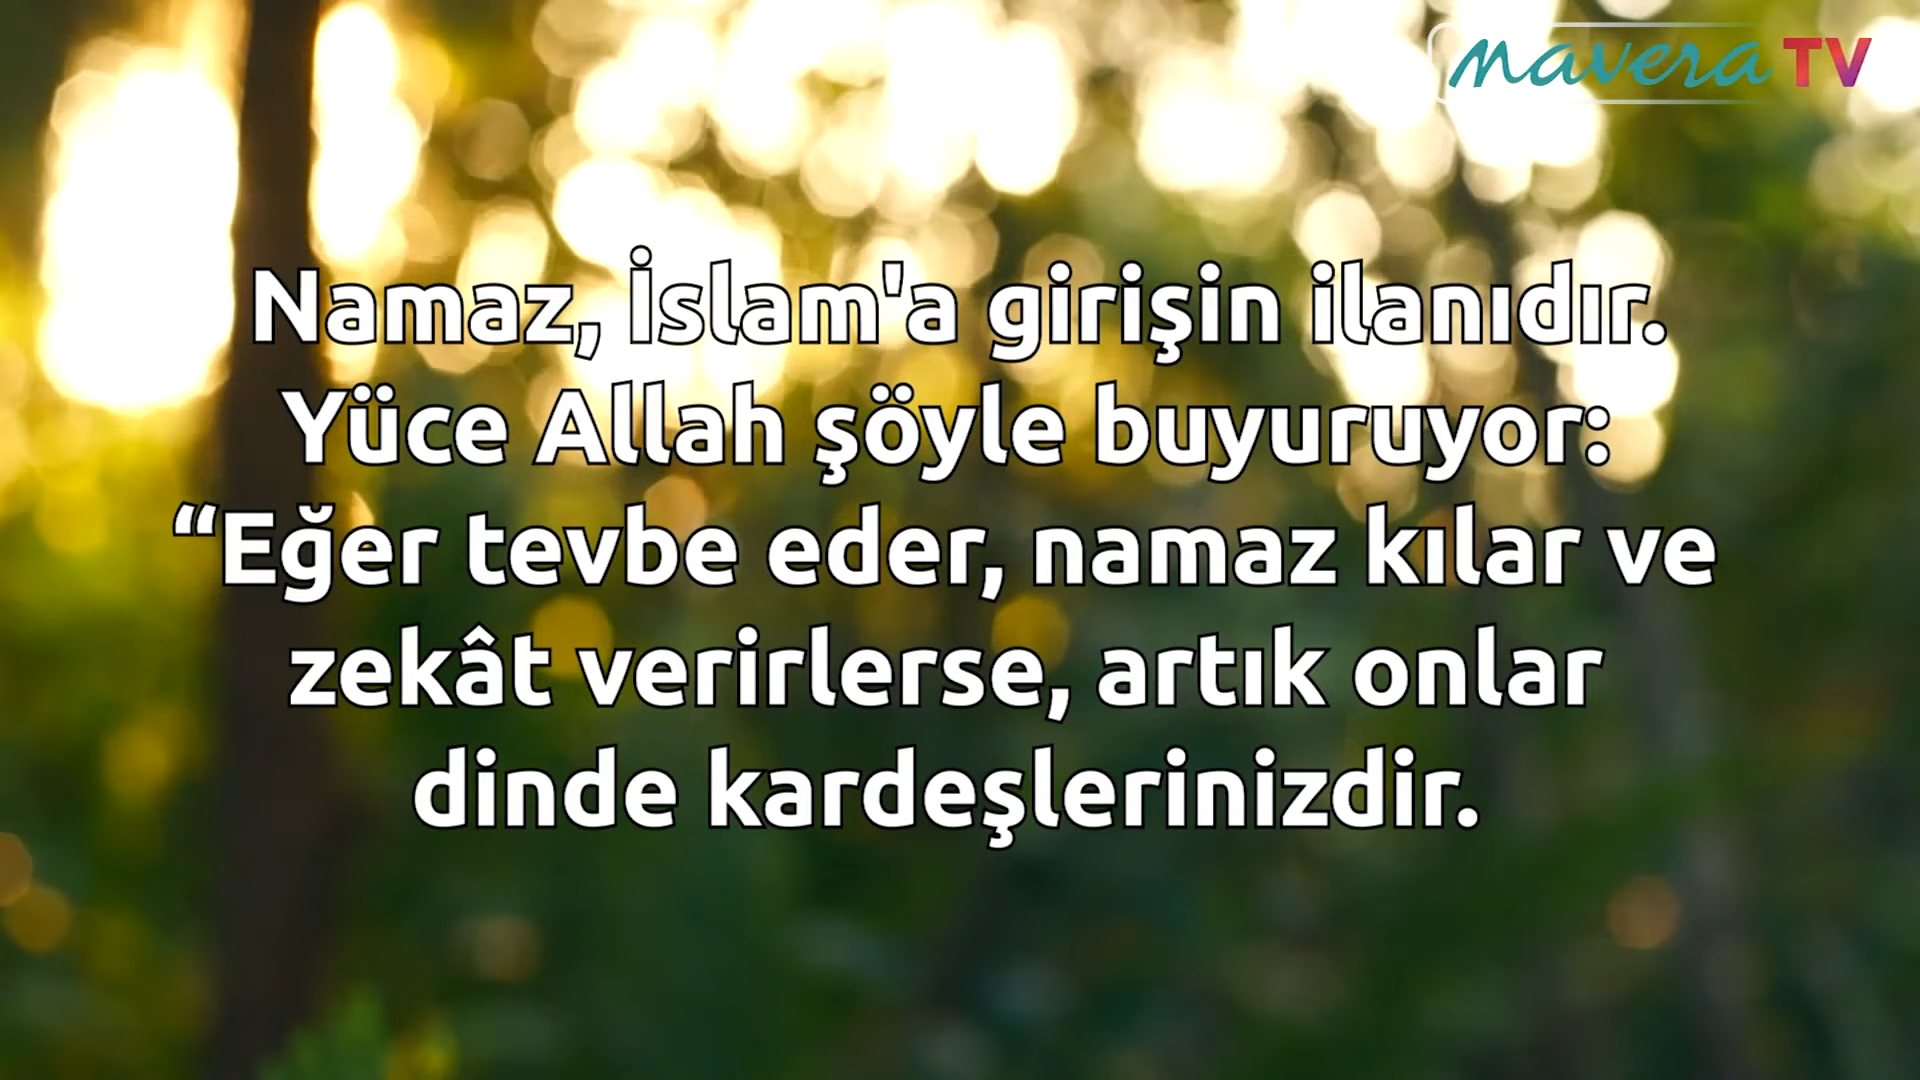 mavera TV
Namaz, İslam'a girişin ilanıdır.
Yüce Allah şöyle buyuruyor:
“Eğer tevbe eder, namaz kılar ve
zekât verirlerse, artık onlar
dinde kardeşlerinizdir.